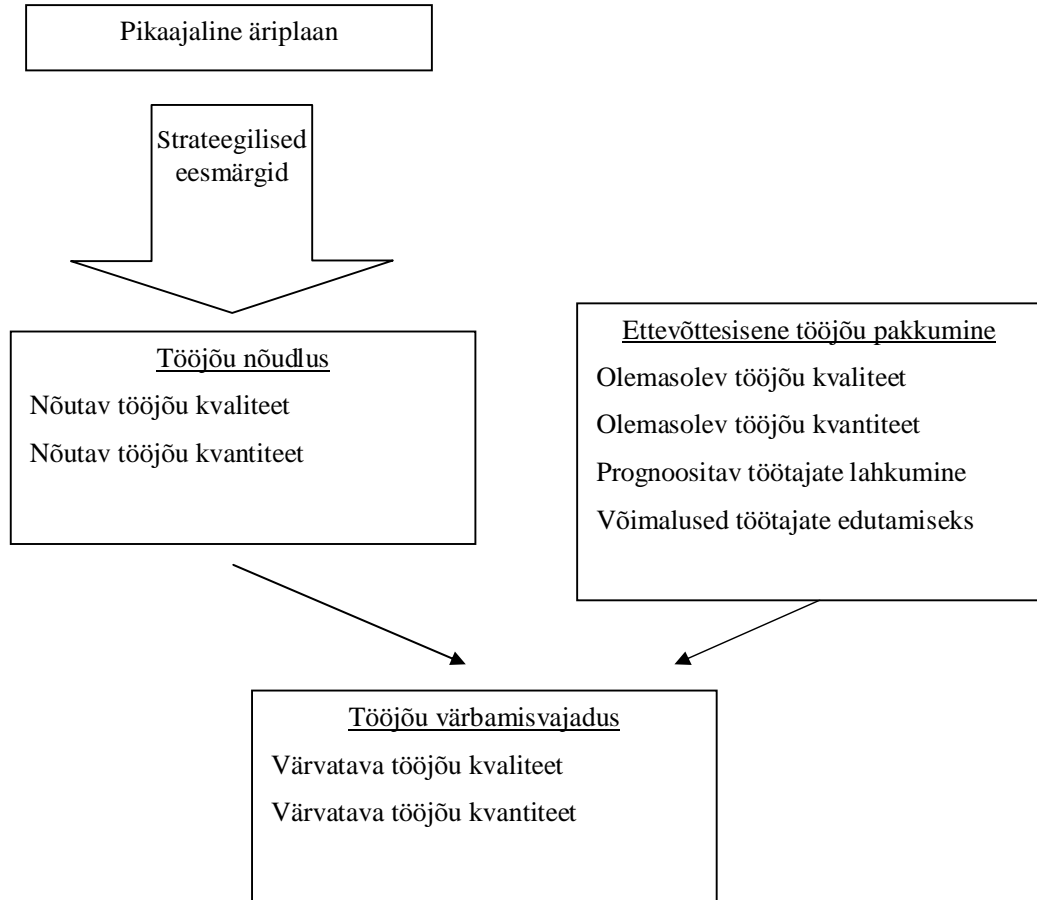 Pikaajaline äriplaan
Strateegilised
eesmärgid
Tööjõu nõudlus
Nõutav tööjõu kvaliteet
Nõutav tööjõu kvantiteet
Ettevõttesisene tööjõu pakkumine
Olemasolev tööjõu kvaliteet
Olemasolev tööjõu kvantiteet
Prognoositav töötajate lahkumine
Võimalused töötajate edutamiseks
Tööjõu värbamisvajadus
Värvatava tööjõu kvaliteet
Värvatava tööjõu kvantiteet